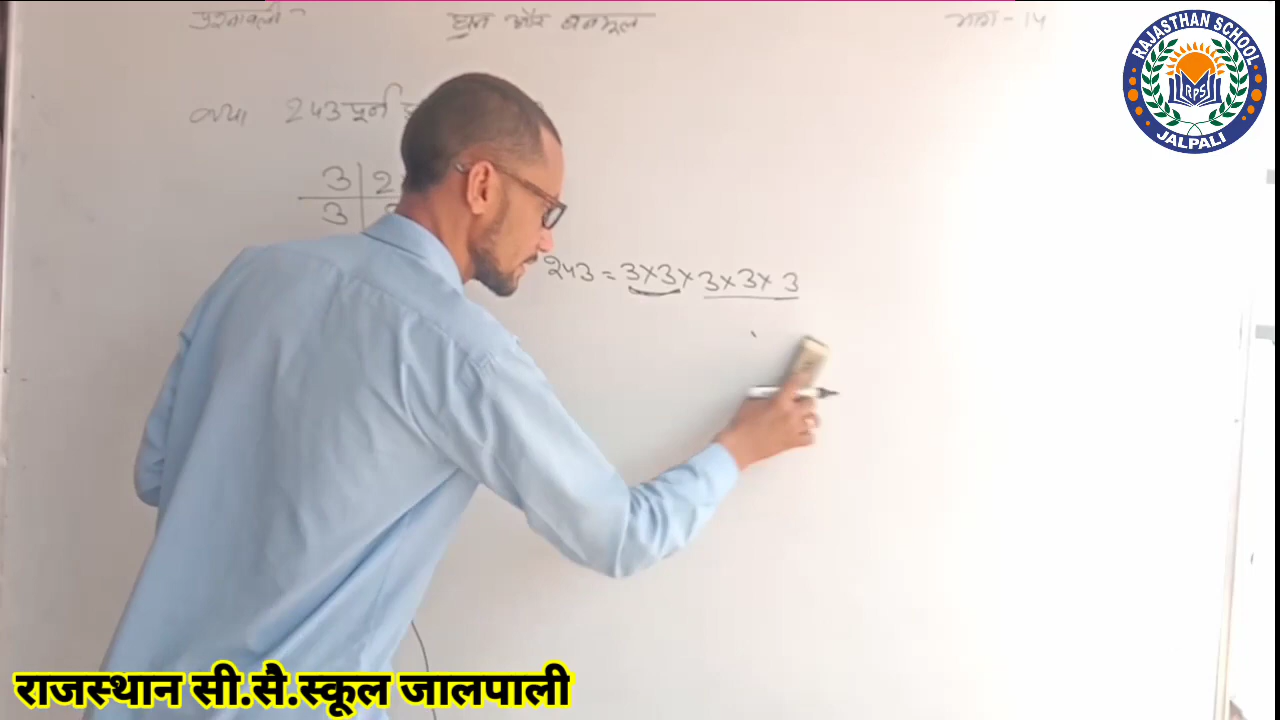 प्रश्नावली - घन और घनमूल भाग - 14
क्या 243 पूर्ण
3 2
3
243 = 3×3×3×3×3
RAJASTHAN SCHOOL
RPS
JALPALI
राजस्थान सी.सै.स्कूल जालपाली